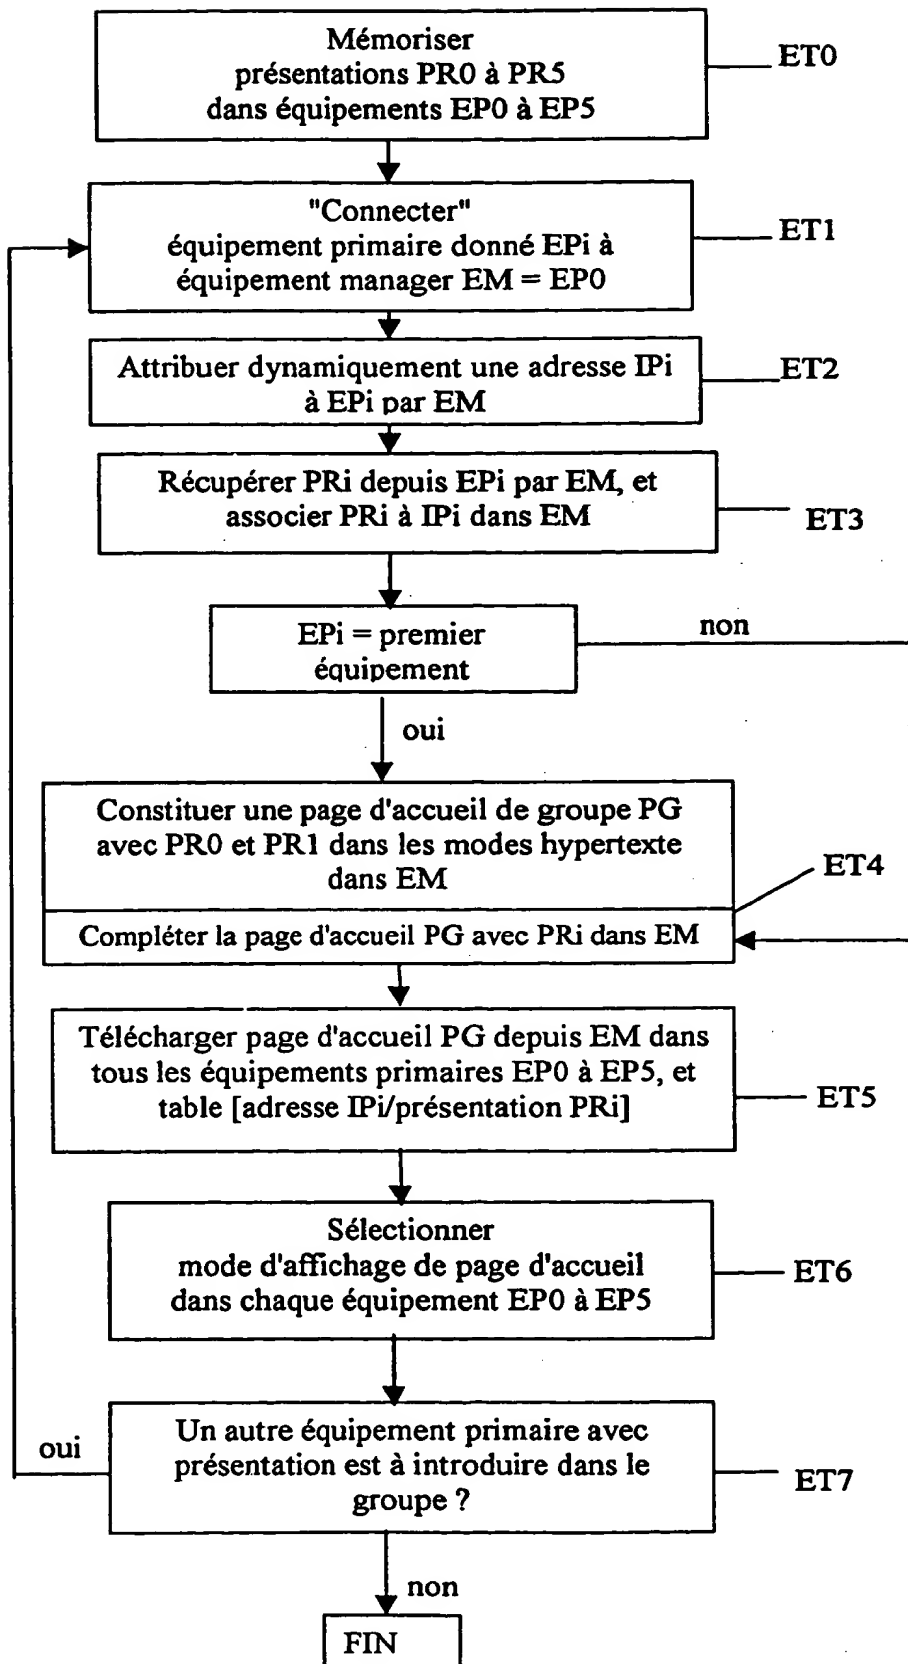 Mémoriser
présentations PR0 à PR5
dans équipements EP0 à EP5
ET0
"Connecter"
équipement primaire donné EPi à
équipement manager EM = EP0
ET1
Attribuer dynamiquement une adresse IPi
à EPi par EM
ET2
Récupérer PRi depuis EPi par EM, et
associer PRi à IPi dans EM
ET3
EPi = premier
équipement
non
oui
Constituer une page d'accueil de groupe PG
avec PR0 et PR1 dans les modes hypertexte
dans EM
ET4
Compléter la page d'accueil PG avec PRi dans EM
Télécharger page d'accueil PG depuis EM dans
tous les équipements primaires EP0 à EP5, et
table [adresse IPi/présentation PRi]
ET5
Sélectionner
mode d'affichage de page d'accueil
dans chaque équipement EP0 à EP5
ET6
oui
Un autre équipement primaire avec
présentation est à introduire dans le
groupe ?
ET7
non
FIN